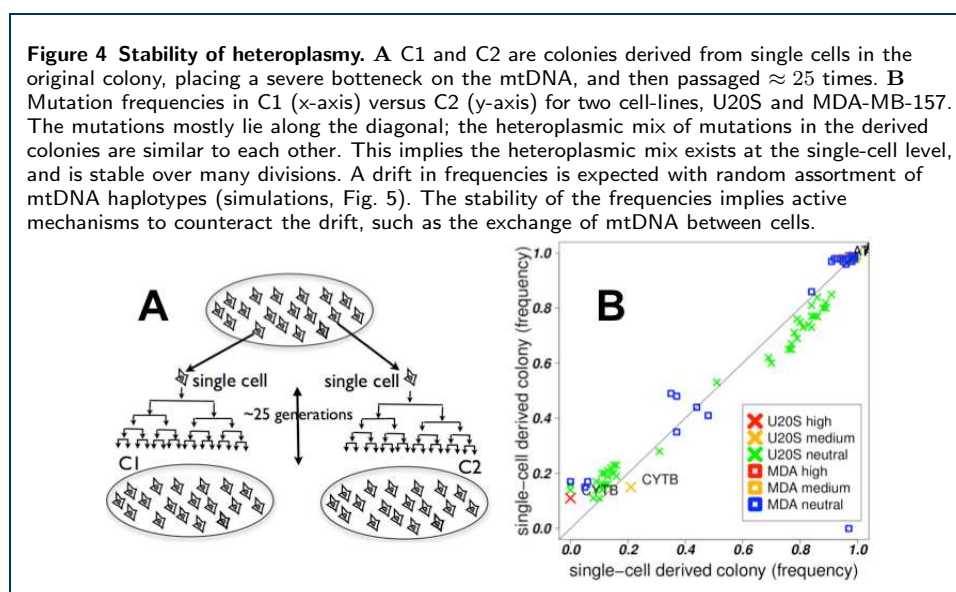 Figure 4 Stability of heteroplasmy. A C1 and C2 are colonies derived from single cells in the
original colony, placing a severe botteneck on the mtDNA, and then passaged ≈ 25 times. B
Mutation frequencies in C1 (x-axis) versus C2 (y-axis) for two cell-lines, U20S and MDA-MB-157.
The mutations mostly lie along the diagonal; the heteroplasmic mix of mutations in the derived
colonies are similar to each other. This implies the heteroplasmic mix exists at the single-cell level,
and is stable over many divisions. A drift in frequencies is expected with random assortment of
mtDNA haplotypes (simulations, Fig. 5). The stability of the frequencies implies active
mechanisms to counteract the drift, such as the exchange of mtDNA between cells.
A
single cell
single cell
~25 generations
C1
C2
B
single-cell derived colony (frequency)
1.0
0.8
0.6
0.4
0.2
0.0
CYTB
CYTB
U20S high
U20S medium
U20S neutral
MDA high
MDA medium
MDA neutral
0.0 0.2 0.4 0.6 0.8 1.0
single-cell derived colony (frequency)